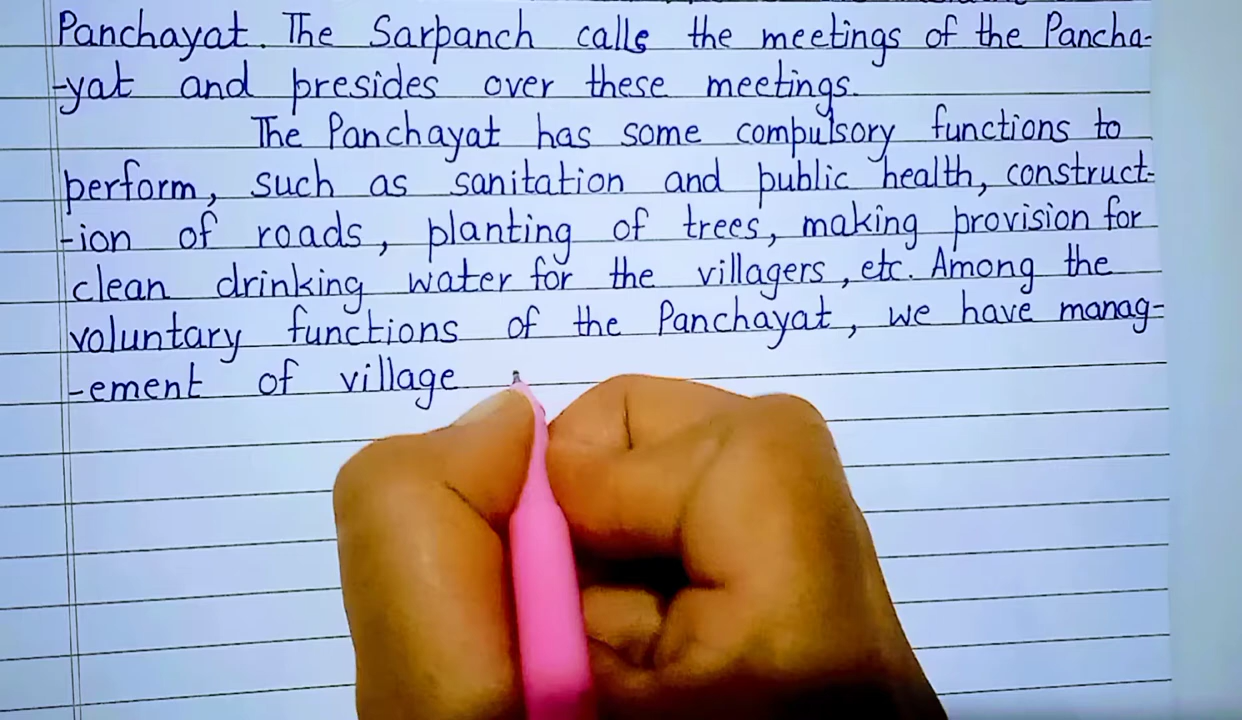 Panchayat. The Sarpanch calls the meetings of the Pancha-
-yat and presides over these meetings.
The Panchayat has some compulsory functions to
perform, such as sanitation and public health, construct-
-ion of roads, planting of trees, making provision for
clean drinking water for the villagers, etc. Among the
voluntary functions of the Panchayat, we have manag-
-ement of village